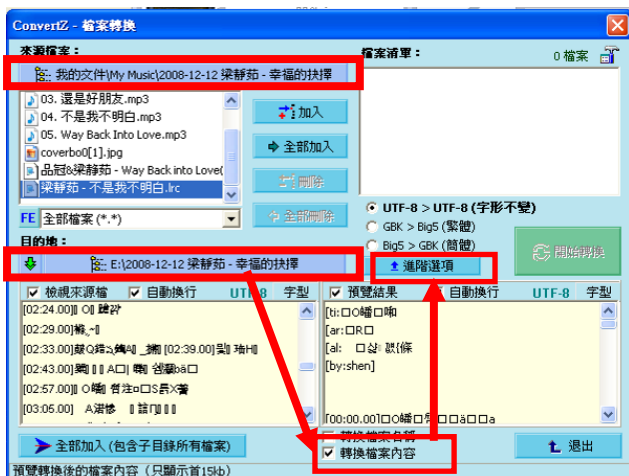 ConvertZ - 檔案轉換
來源檔案：
我的文件\My Music\2008-12-12 梁靜茹 - 幸福的抉擇
03. 還是好朋友.mp3
04. 不是我不明白.mp3
05. Way Back Into Love.mp3
coverbo0[1].jpg
品冠&梁靜茹 - Way Back into Love(
梁靜茹 - 不是我不明白.lrc
FE 全部檔案 (*.*)
加入
全部加入
刪除
全部刪除
檔案清單：
0 檔案
UTF-8 > UTF-8 (字形不變)
GBK > Big5 (繁體)
Big5 > GBK (簡體)
進階選項
開始轉換
目的地：
E:\2008-12-12 梁靜茹 - 幸福的抉擇
檢視來源檔 自動換行 UTF-8 字型
[02:24.00]
[02:29.00]
[02:33.00] [02:39.00]
[02:43.00]
[02:57.00]
[03:05.00]
預覽結果 自動換行 UTF-8 字型
[ti:
[ar:□R□
[al:
[by:shen]
[00:00.00]
全部加入 (包含子目錄所有檔案)
轉換檔案名稱
轉換檔案內容
退出
預覽轉換後的檔案內容（只顯示首15kb）